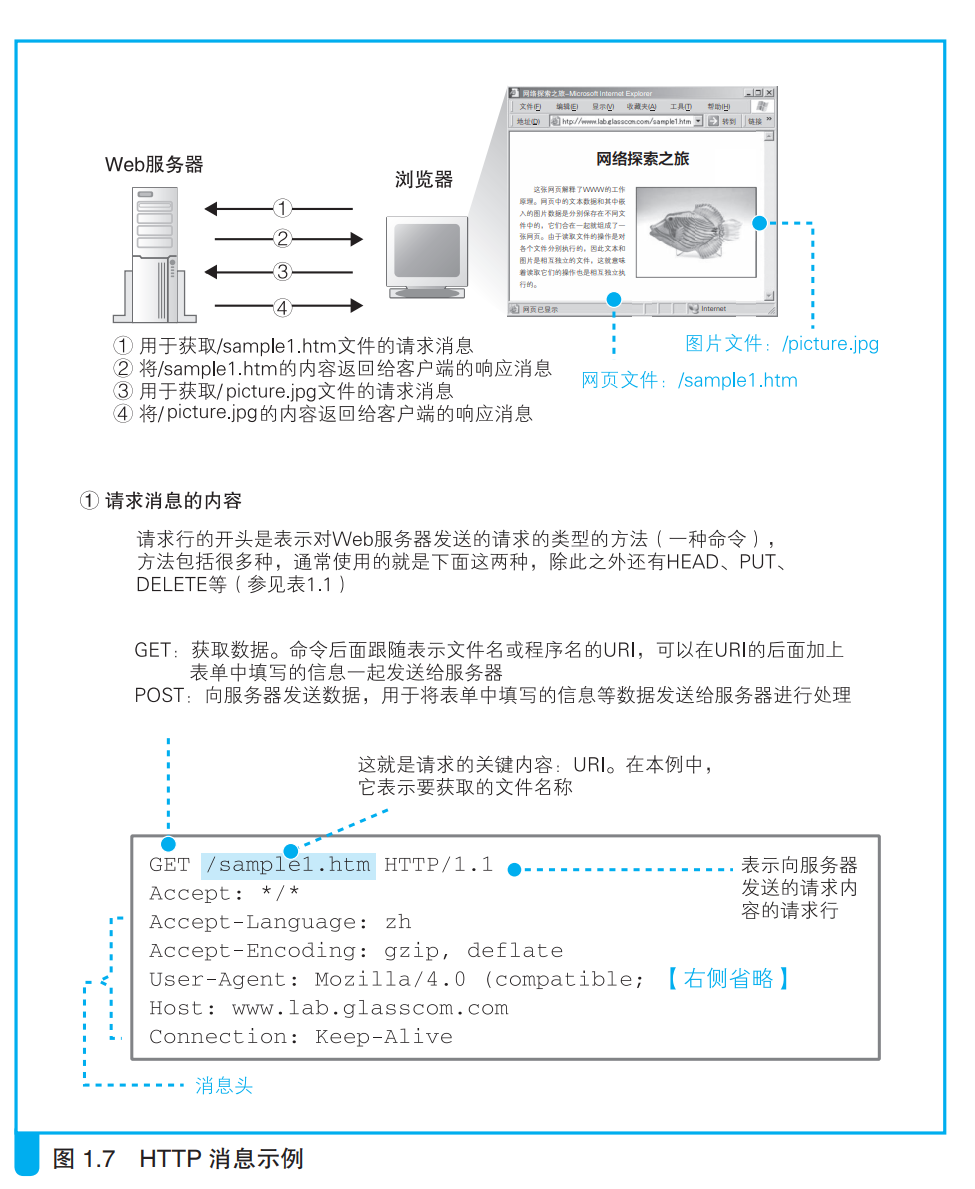 网络探索之旅-Microsoft Internet Explorer
文件(F) 编辑(E) 显示(V) 收藏夹(A) 工具(T) 帮助(H)
地址(D) http://www.lab.glasscom.com/sample1.htm 转到 链接 »
网络探索之旅
这张网页解释了WWW的工作
原理。网页中的文本数据和其中嵌
入的图片数据是分别保存在不同文
件中的,它们合在一起就组成了一
张网页。由于读取文件的操作是对
各个文件分别执行的,因此文本和
图片是相互独立的文件,这就意味
着读取它们的操作也是相互独立执
行的。
网页已显示 Internet
Web服务器
浏览器
①
②
③
④
图片文件:/picture.jpg
网页文件:/sample1.htm
① 用于获取/sample1.htm文件的请求消息
② 将/sample1.htm的内容返回给客户端的响应消息
③ 用于获取/picture.jpg文件的请求消息
④ 将/picture.jpg的内容返回给客户端的响应消息
① 请求消息的内容
请求行的开头是表示对Web服务器发送的请求的类型的方法(一种命令),
方法包括很多种,通常使用的就是下面这两种,除此之外还有HEAD、PUT、
DELETE等(参见表1.1)
GET:获取数据。命令后面跟随表示文件名或程序名的URI,可以在URI的后面加上
表单中填写的信息一起发送给服务器
POST:向服务器发送数据,用于将表单中填写的信息等数据发送给服务器进行处理
这就是请求的关键内容:URI。在本例中,
它表示要获取的文件名称
GET /sample1.htm HTTP/1.1
Accept: */*
Accept-Language: zh
Accept-Encoding: gzip, deflate
User-Agent: Mozilla/4.0 (compatible; 【右侧省略】
Host: www.lab.glasscom.com
Connection: Keep-Alive
表示向服务器
发送的请求内
容的请求行
消息头
图 1.7 HTTP 消息示例